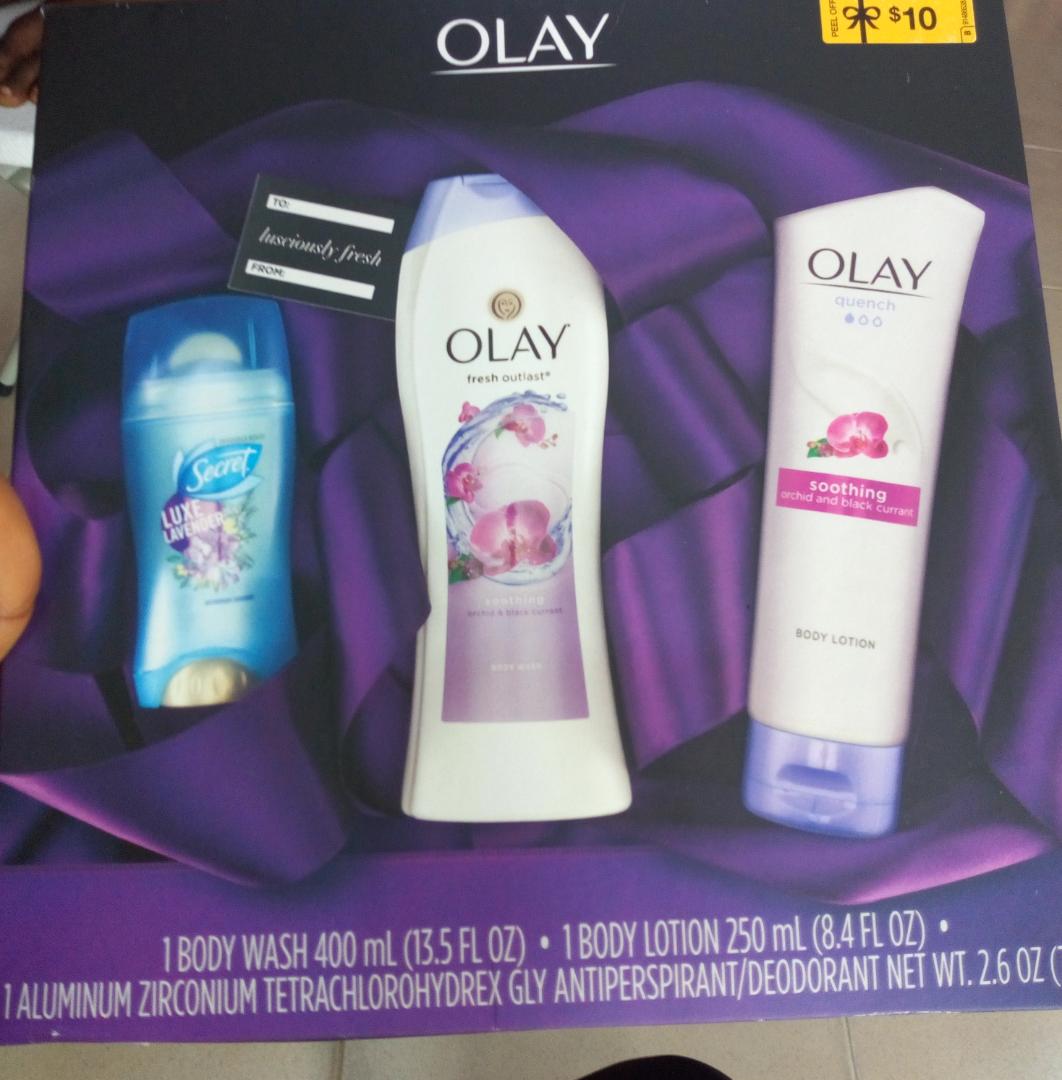 OLAY
PEEL OFF
$10
B
TO:
lusciously fresh
FROM:
Secret
LUXE
LAVENDER
OLAY
fresh outlast®
soothing
orchid & black currant
BODY WASH
OLAY
quench
soothing
orchid and black currant
BODY LOTION
1 BODY WASH 400 mL (13.5 FL OZ) • 1 BODY LOTION 250 mL (8.4 FL OZ) •
1 ALUMINUM ZIRCONIUM TETRACHLOROHYDREX GLY ANTIPERSPIRANT/DEODORANT NET WT. 2.6 OZ (